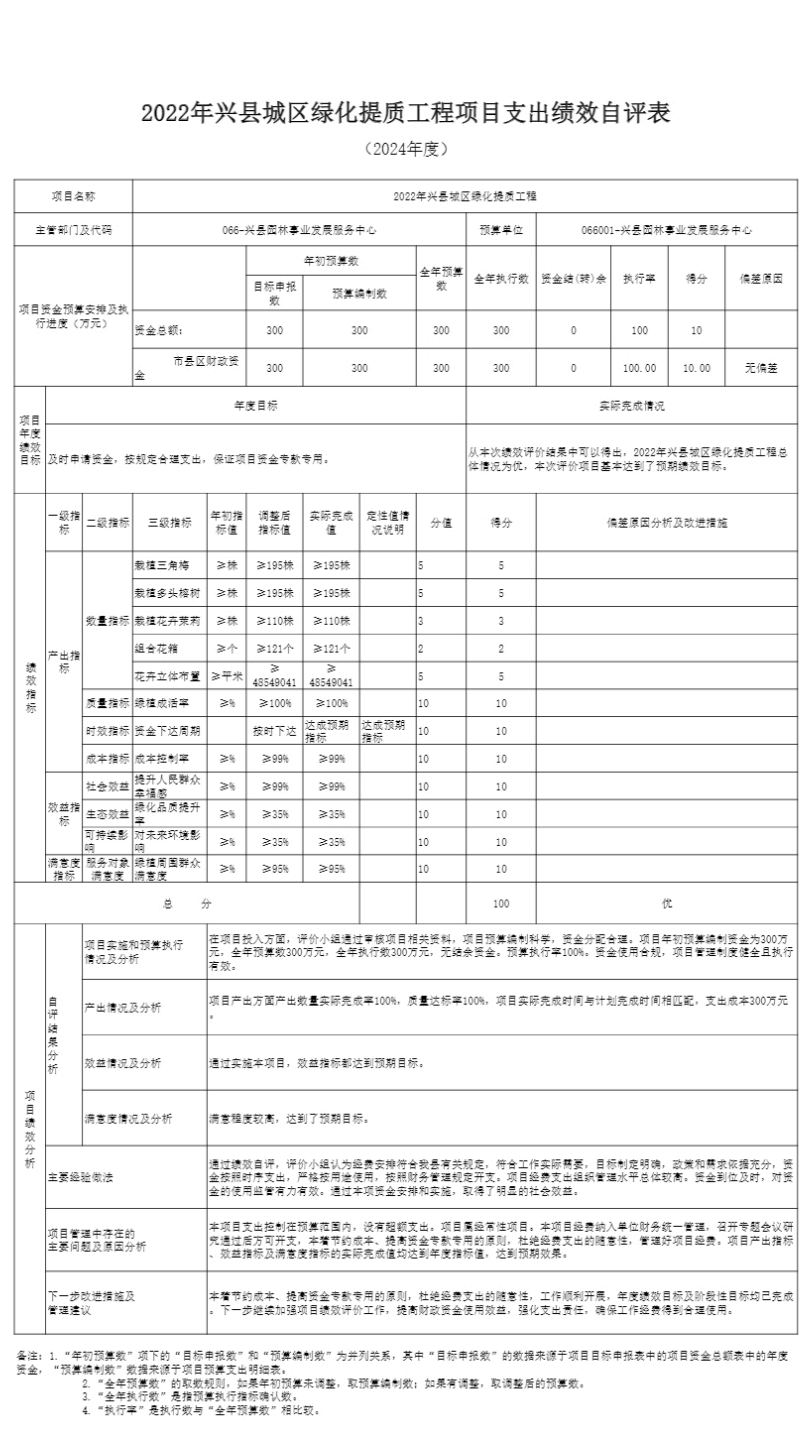 2022年兴县城区绿化提质工程项目支出绩效自评表
（2024年度）
项目名称 2022年兴县城区绿化提质工程
主管部门及代码 066-兴县园林事业发展服务中心 预算单位 066001-兴县园林事业发展服务中心
项目资金预算安排及执
行进度（万元）
年初预算数
目标申报
数
预算编制数
全年预算
数
全年执行数 资金结(转)余 执行率 得分 偏差原因
资金总额: 300 300 300 300 0 100 10
市县区财政资
金
300 300 300 300 0 100.00 10.00 无偏差
项目
年度
绩效
目标
年度目标 实际完成情况
及时申请资金，按规定合理支出，保证项目资金专款专用。
从本次绩效评价结果中可以得出，2022年兴县城区绿化提质工程总
体情况为优，本次评价项目基本达到了预期绩效目标。
绩
效
指
标
一级指
标
二级指标 三级指标
年初指
标值
调整后
指标值
实际完成
值
定性值情
况说明
分值 得分 偏差原因分析及改进措施
产出指
标
数量指标 栽植三角梅 ≥株 ≥195株 ≥195株 5 5
栽植多头榕树 ≥株 ≥195株 ≥195株 5 5
栽植花卉茉莉 ≥株 ≥110株 ≥110株 3 3
组合花箱 ≥个 ≥121个 ≥121个 2 2
花卉立体布置 ≥平米
≥
48549041
≥
48549041
5 5
质量指标 绿植成活率 ≥% ≥100% ≥100% 10 10
时效指标 资金下达周期 按时下达
达成预期
指标
达成预期
指标
10 10
成本指标 成本控制率 ≥% ≥99% ≥99% 10 10
效益指
标
社会效益
提升人民群众
幸福感
≥% ≥99% ≥99% 10 10
生态效益
绿化品质提升
率
≥% ≥35% ≥35% 10 10
可持续影
响
对未来环境影
响
≥% ≥35% ≥35% 10 10
满意度
指标
服务对象
满意度
绿植周围群众
满意度
≥% ≥95% ≥95% 10 10
总 分 100 优
项
目
绩
效
分
析
自
评
结
果
分
析
项目实施和预算执行
情况及分析
在项目投入方面，评价小组通过审核项目相关资料，项目预算编制科学，资金分配合理。项目年初预算编制资金为300万
元，全年预算数300万元，全年执行数300万元，无结余资金。预算执行率100%。资金使用合规，项目管理制度健全且执行
有效。
产出情况及分析
项目产出方面产出数量实际完成率100%，质量达标率100%，项目实际完成时间与计划完成时间相匹配，支出成本300万元
。
效益情况及分析 通过实施本项目，效益指标都达到预期目标。
满意度情况及分析 满意程度较高，达到了预期目标。
主要经验做法
通过绩效自评，评价小组认为经费安排符合我县有关规定，符合工作实际需要，目标制定明确，政策和需求依据充分，资
金按照时序支出，严格按用途使用，按照财务管理规定开支。项目经费支出组织管理水平总体较高。资金到位及时，对资
金的使用监管有力有效。通过本项资金安排和实施，取得了明显的社会效益。
项目管理中存在的
主要问题及原因分析
本项目支出控制在预算范围内，没有超额支出。项目属经常性项目。本项目经费纳入单位财务统一管理，召开专题会议研
究通过后方可开支，本着节约成本、提高资金专款专用的原则，杜绝经费支出的随意性，管理好项目经费。项目产出指标
、效益指标及满意度指标的实际完成值均达到年度指标值，达到预期效果。
下一步改进措施及
管理建议
本着节约成本、提高资金专款专用的原则，杜绝经费支出的随意性，工作顺利开展，年度绩效目标及阶段性目标均已完成
。下一步继续加强项目绩效评价工作，提高财政资金使用效益，强化支出责任，确保工作经费得到合理使用。
备注：1.“年初预算数”项下的“目标申报数”和“预算编制数”为并列关系，其中“目标申报数”的数据来源于项目目标申报表中的项目资金总额表中的年度
资金，“预算编制数”数据来源于项目预算支出明细表。
2.“全年预算数”的取数规则，如果年初预算未调整，取预算编制数；如果有调整，取调整后的预算数。
3.“全年执行数”是指预算执行指标确认数。
4.“执行率”是执行数与“全年预算数”相比较。